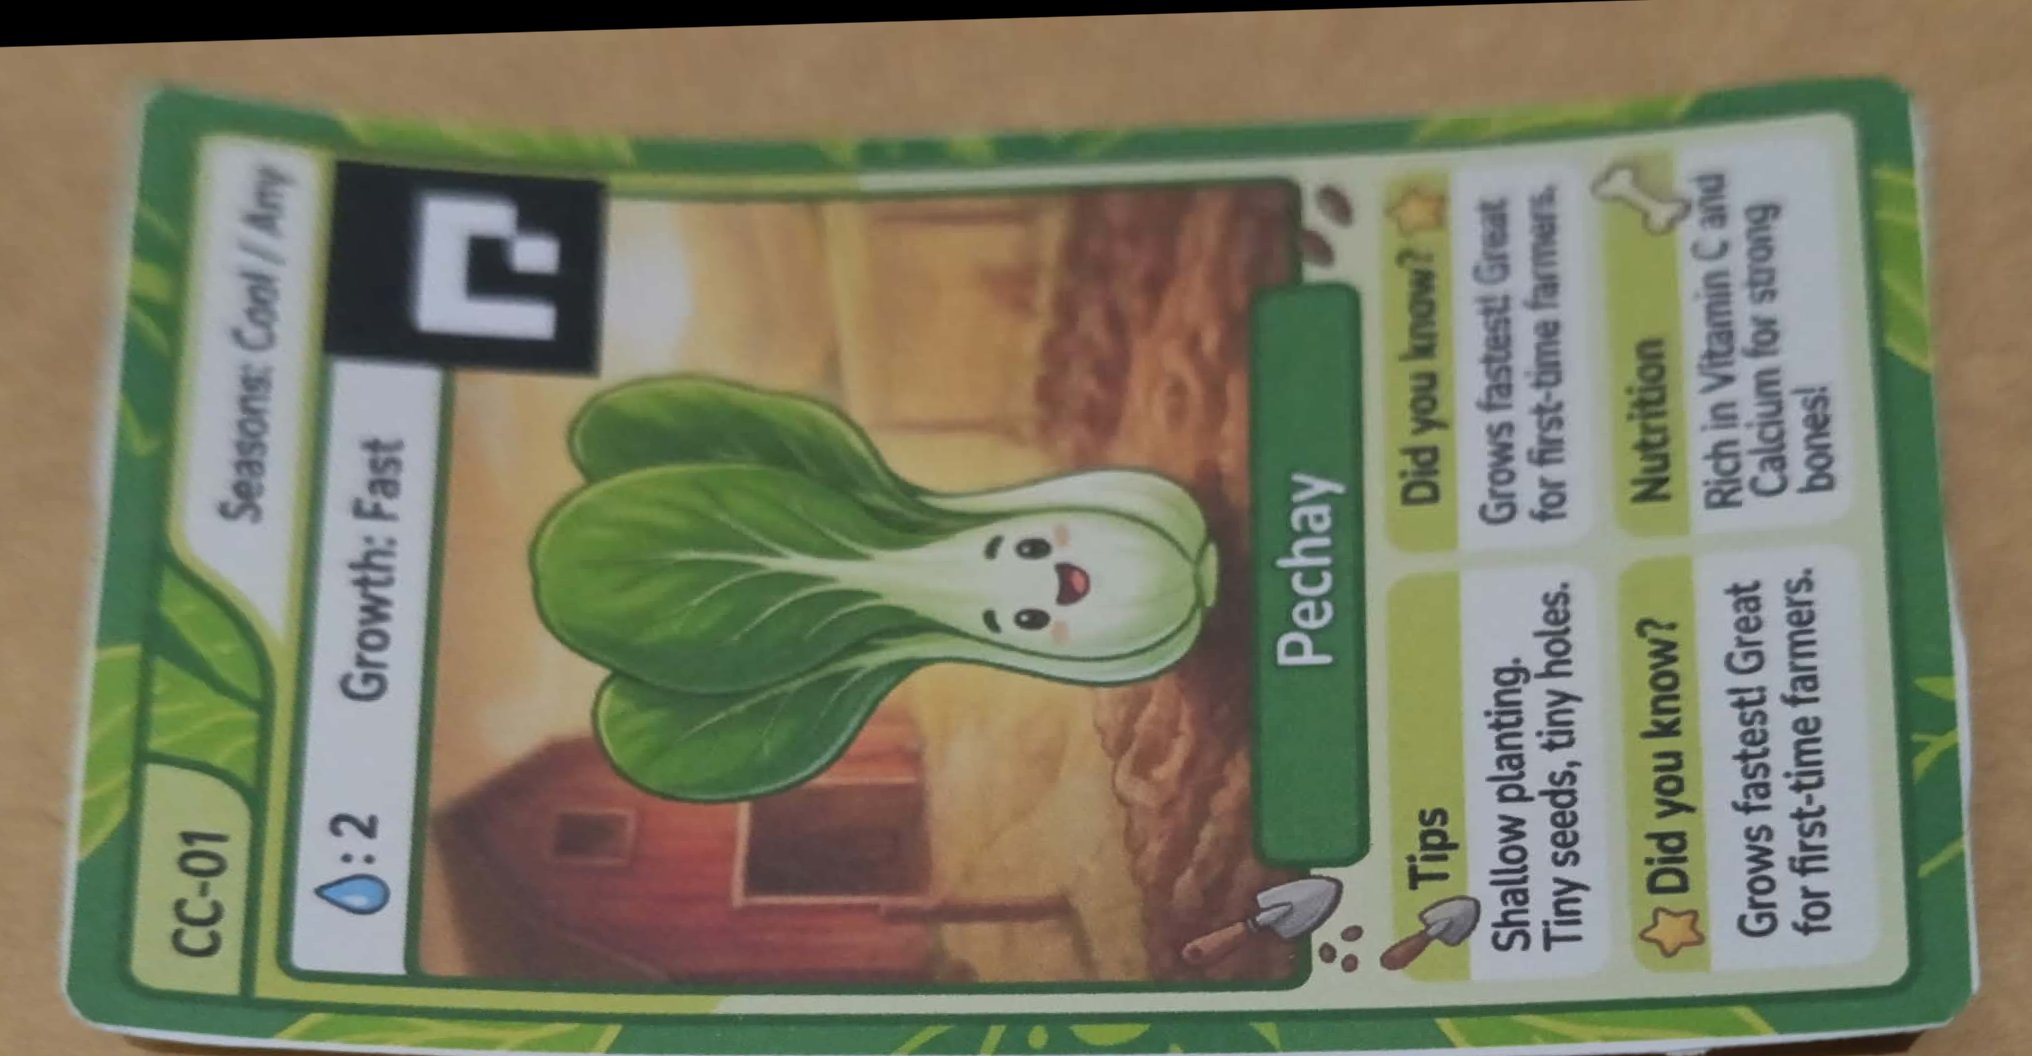 CC-01
Seasons: Cool / Any
: 2
Growth: Fast
Pechay
Tips
Shallow planting.
Tiny seeds, tiny holes.
Did you know?
Grows fastest! Great
for first-time farmers.
Did you know?
Grows fastest! Great
for first-time farmers.
Nutrition
Rich in Vitamin C and
Calcium for strong
bones!